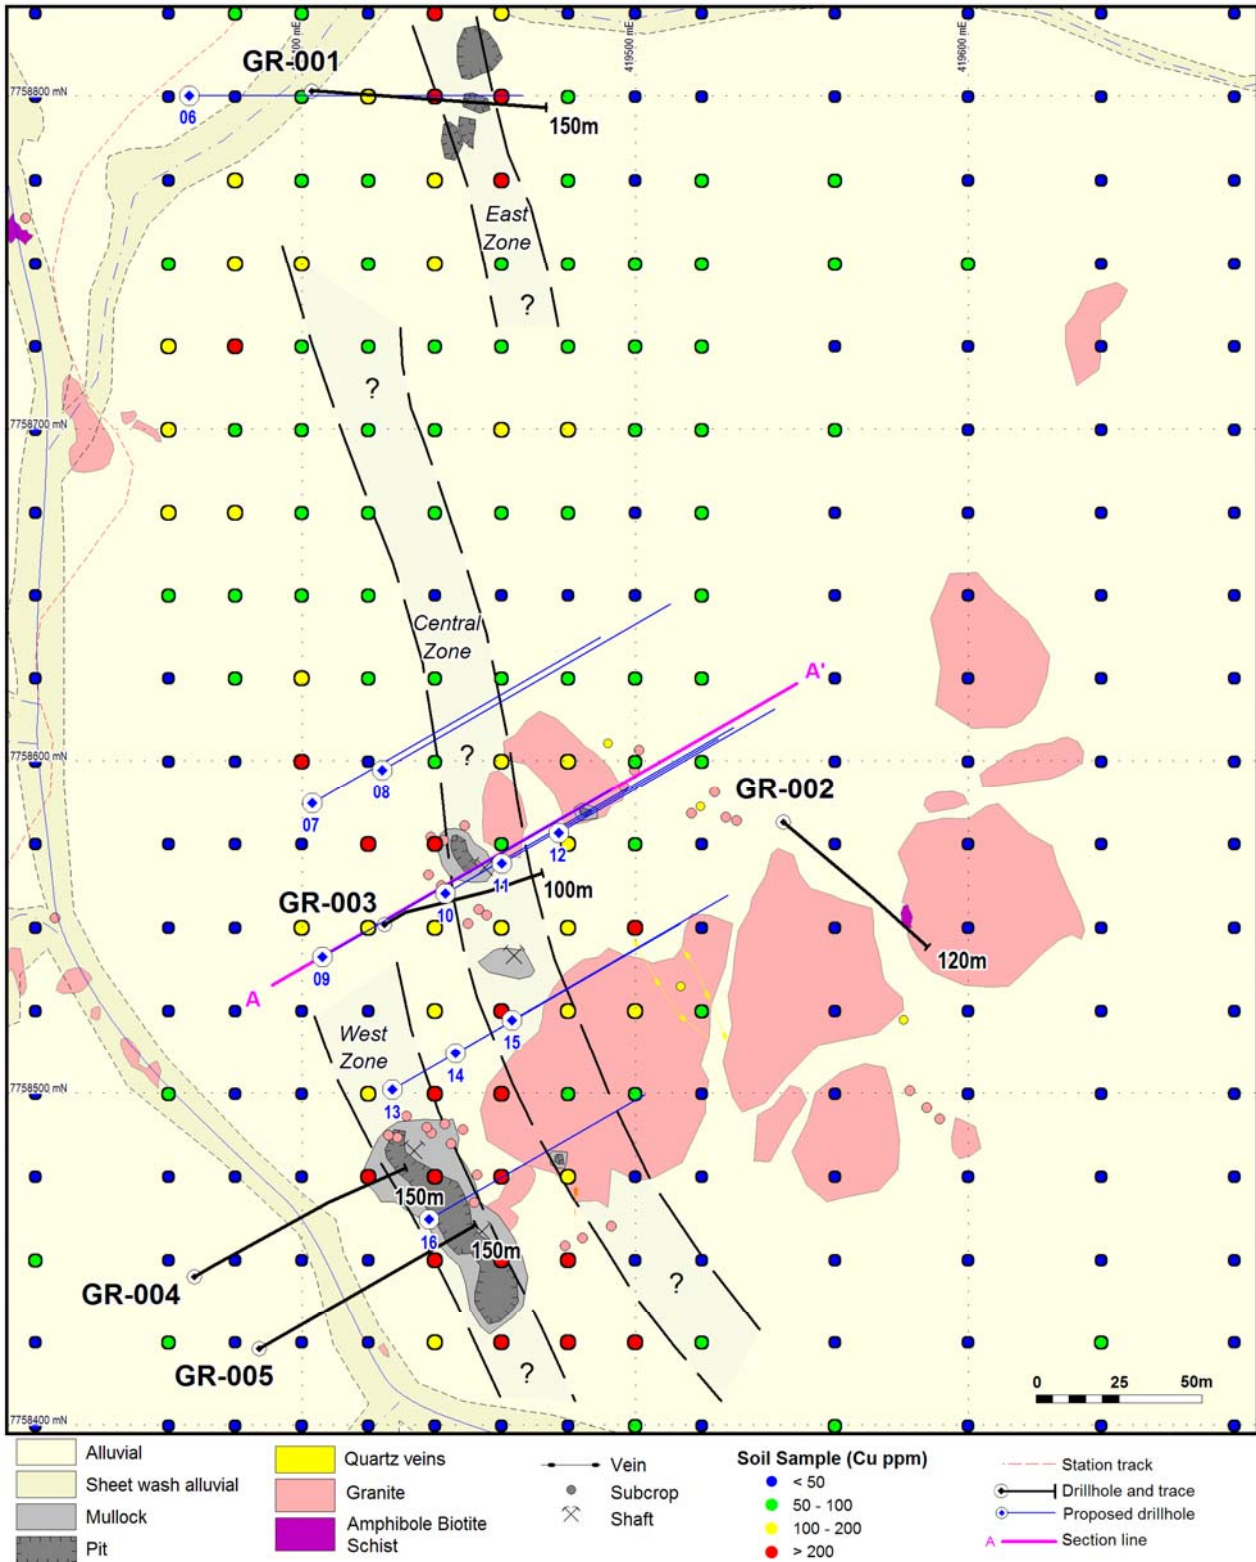 GR-001
419500 mE
419600 mE
7758800 mN
06
150m
East
Zone
?
?
7758700 mN
Central
Zone
A'
?
7758600 mN
08
07
GR-002
12
11
100m
GR-003
10
09
120m
A
West
Zone
15
14
7758500 mN
13
150m
16
150m
GR-004
?
GR-005
?
0 25 50m
7758400 mN
Alluvial
Sheet wash alluvial
Mullock
Pit
Quartz veins
Granite
Amphibole Biotite
Schist
Vein
Subcrop
Shaft
Soil Sample (Cu ppm)
< 50
50 - 100
100 - 200
> 200
Station track
Drillhole and trace
Proposed drillhole
A Section line